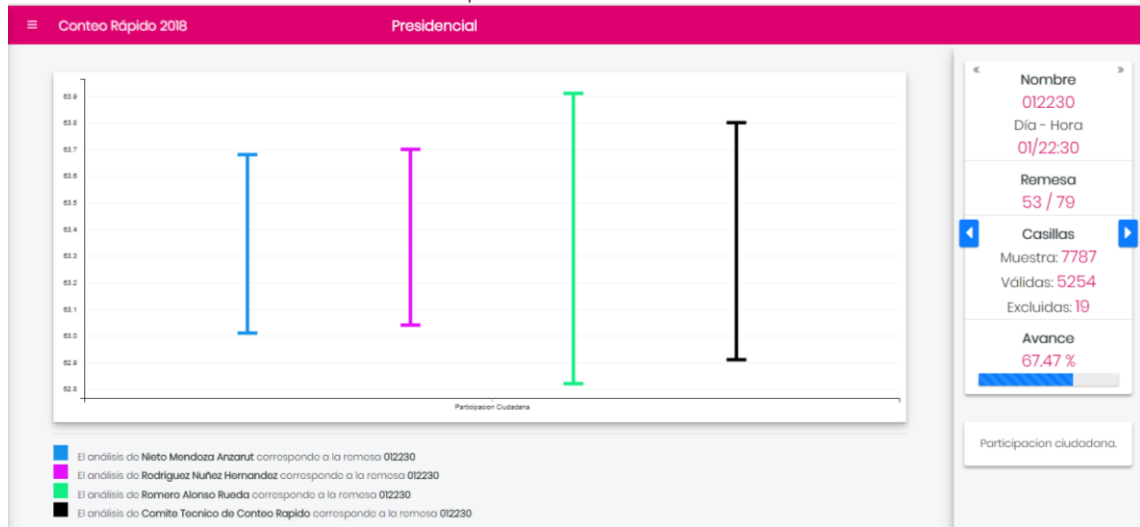 Conteo Rápido 2018
Presidencial
63.9
63.8
63.7
63.6
63.5
63.4
63.3
63.2
63.1
63.0
62.9
62.8
Participacion Ciudadana
El análisis de Nieto Mendoza Anzarut corresponde a la remesa 012230
El análisis de Rodriguez Nuñez Hernandez corresponde a la remesa 012230
El análisis de Romero Alonso Rueda corresponde a la remesa 012230
El análisis de Comite Tecnico de Conteo Rapido corresponde a la remesa 012230
Nombre
012230
Día - Hora
01/22:30
Remesa
53 / 79
Casillas
Muestra: 7787
Válidas: 5254
Excluidas: 19
Avance
67.47 %
Participacion ciudadana.